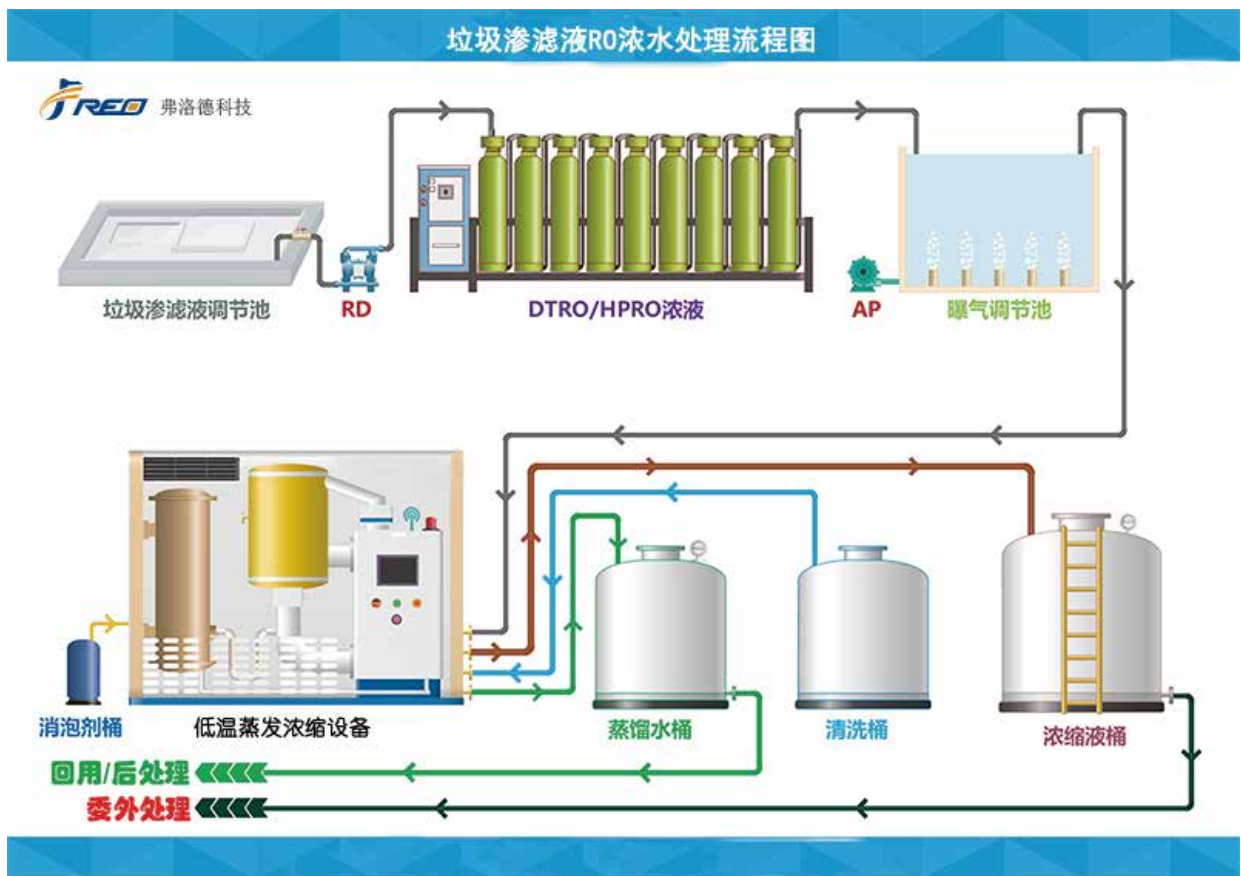 垃圾渗滤液RO浓水处理流程图
FREO 弗洛德科技
垃圾渗滤液调节池
RD
DTRO/HPRO浓液
AP
曝气调节池
消泡剂桶
低温蒸发浓缩设备
蒸馏水桶
清洗桶
浓缩液桶
回用/后处理
委外处理